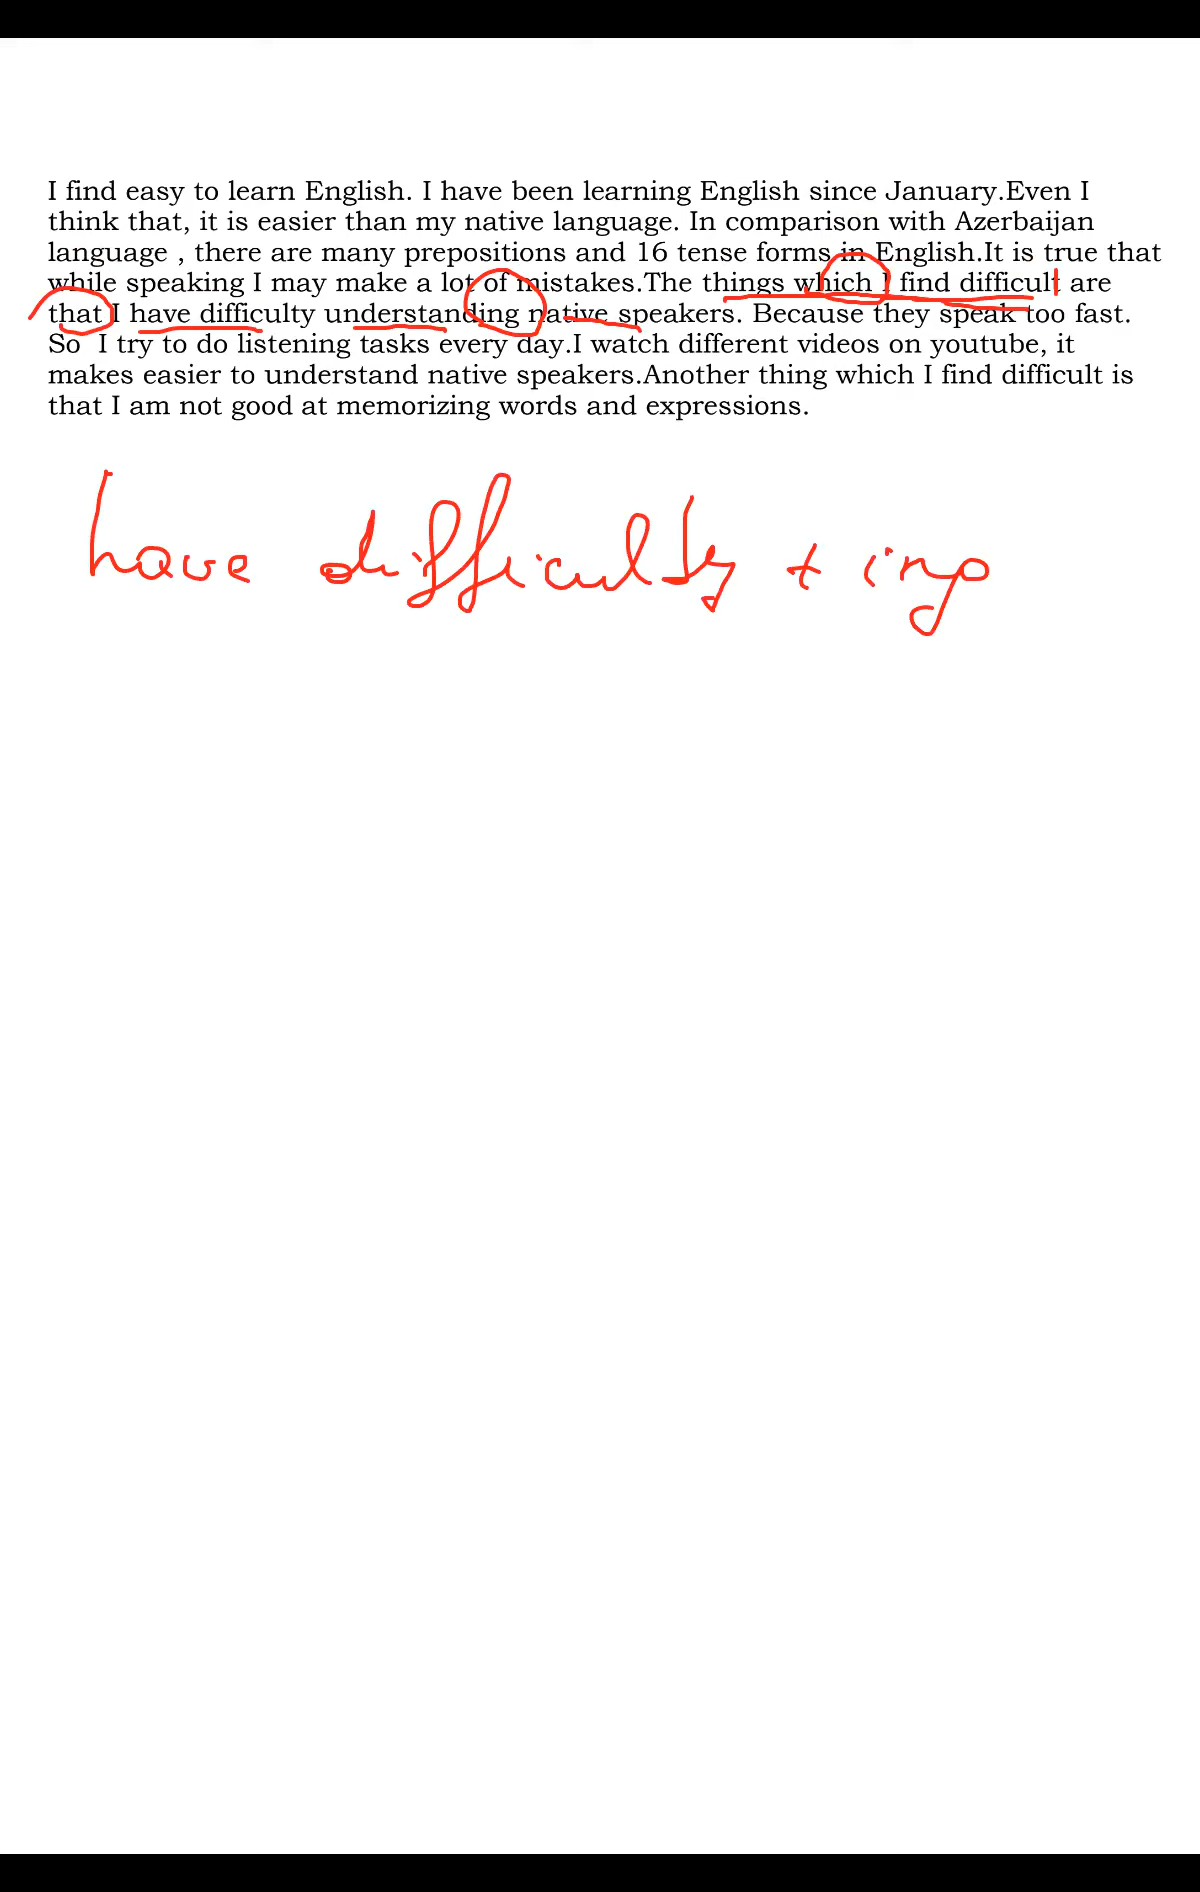 I find easy to learn English. I have been learning English since January.Even I
think that, it is easier than my native language. In comparison with Azerbaijan
language , there are many prepositions and 16 tense forms in English.It is true that
while speaking I may make a lot of mistakes.The things which I find difficult are
that I have difficulty understanding native speakers. Because they speak too fast.
So  I try to do listening tasks every day.I watch different videos on youtube, it
makes easier to understand native speakers.Another thing which I find difficult is
that I am not good at memorizing words and expressions.
have difficulty + ing